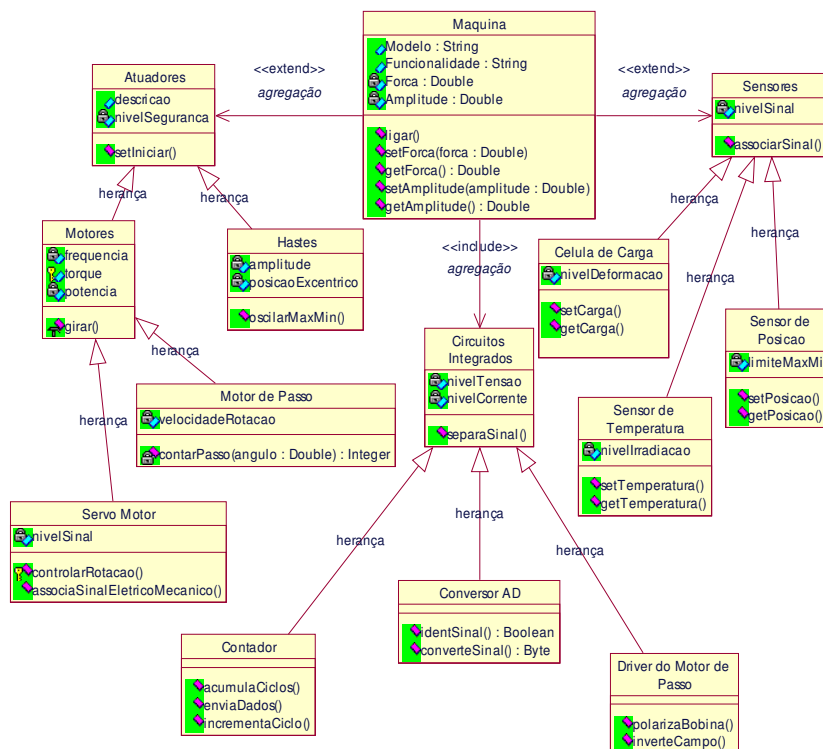 Maquina
Modelo : String
Funcionalidade : String
Forca : Double
Amplitude : Double
ligar()
setForca(forca : Double)
getForca() : Double
setAmplitude(amplitude : Double)
getAmplitude() : Double
<<extend>>
agregação
<<extend>>
agregação
<<include>>
agregação
Atuadores
descricao
nivelSeguranca
setIniciar()
Sensores
nivelSinal
associarSinal()
herança
herança
herança
herança
herança
Motores
frequencia
torque
potencia
girar()
Hastes
amplitude
posicaoExcentrico
oscilarMaxMin()
Celula de Carga
nivelDeformacao
setCarga()
getCarga()
Sensor de
Posicao
limiteMaxMi
setPosicao()
getPosicao()
Circuitos
Integrados
nivelTensao
nivelCorrente
separaSinal()
herança
herança
Motor de Passo
velocidadeRotacao
contarPasso(angulo : Double) : Integer
Sensor de
Temperatura
nivelIrradiacao
setTemperatura()
getTemperatura()
Servo Motor
nivelSinal
controlarRotacao()
associaSinalEletricoMecanico()
herança
herança
herança
Conversor AD
identSinal() : Boolean
converteSinal() : Byte
Contador
acumulaCiclos()
enviaDados()
incrementaCiclo()
Driver do Motor de
Passo
polarizaBobina()
inverteCampo()